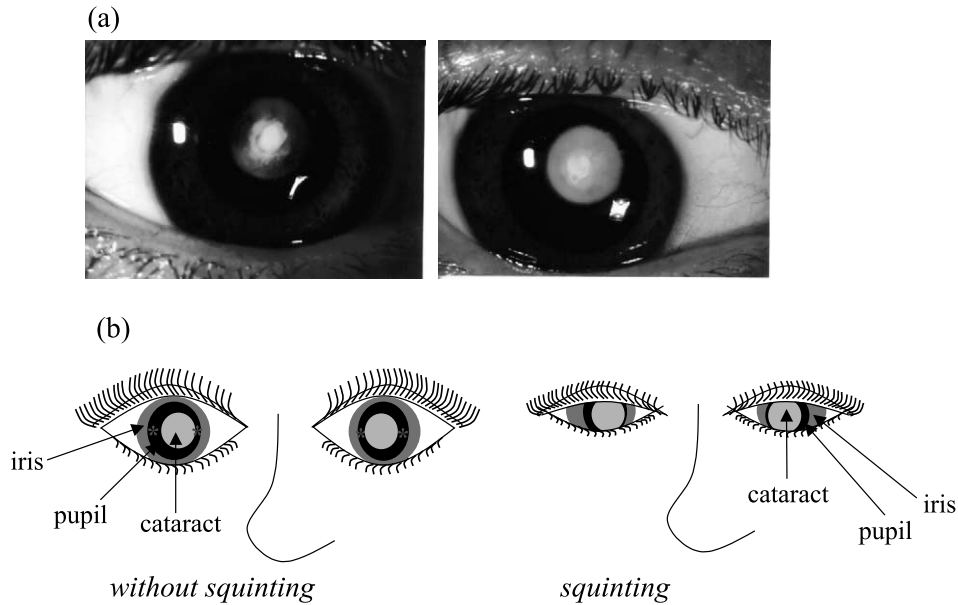 (a)
(b)
iris
pupil
cataract
without squinting
cataract
iris
pupil
squinting